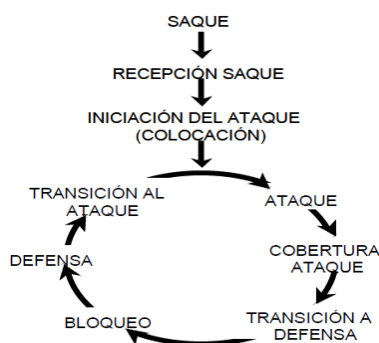 SAQUE
RECEPCIÓN SAQUE
INICIACIÓN DEL ATAQUE
(COLOCACIÓN)
TRANSICIÓN AL
ATAQUE
ATAQUE
COBERTURA
ATAQUE
DEFENSA
TRANSICIÓN A
DEFENSA
BLOQUEO